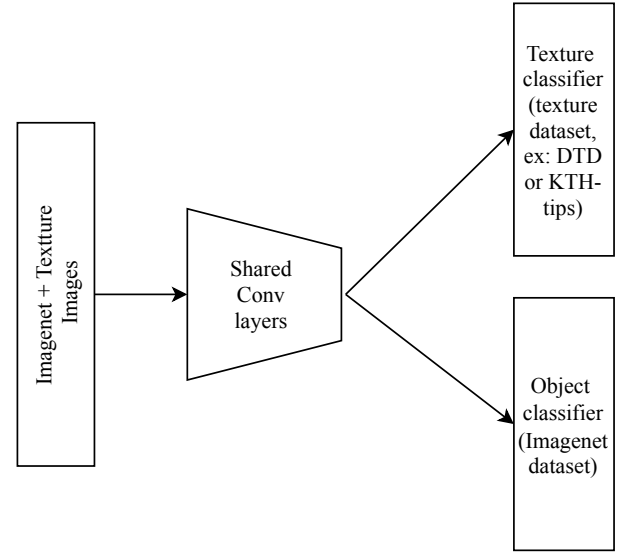 Imagenet + Textture
Images
Shared
Conv
layers
Texture
classifier
(texture
dataset,
ex: DTD
or KTH-
tips)
Object
classifier
(Imagenet
dataset)